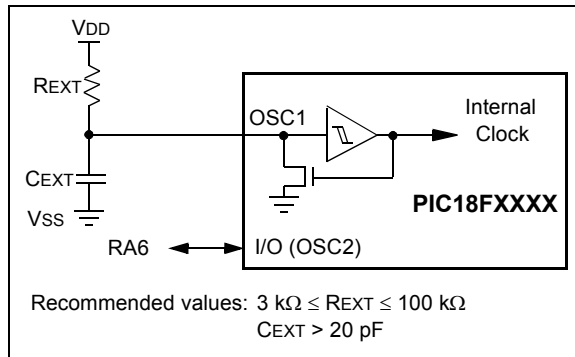 VDD
REXT
OSC1
Internal
Clock
CEXT
PIC18FXXXX
VSS
RA6
I/O (OSC2)
Recommended values: 3 kΩ ≤ REXT ≤ 100 kΩ
CEXT > 20 pF